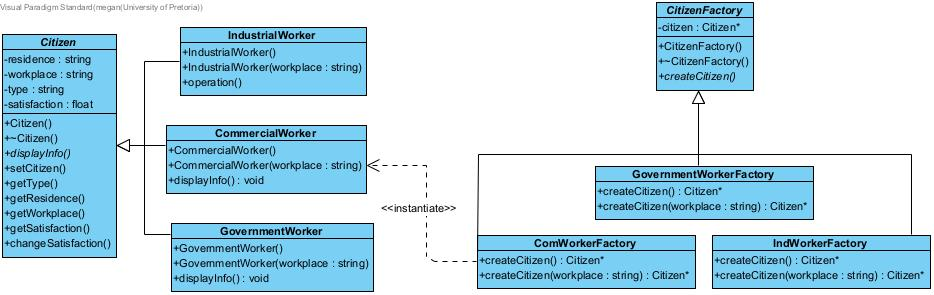 Visual Paradigm Standard(megan(University of Pretoria))
Citizen
-residence : string
-workplace : string
-type : string
-satisfaction : float
+Citizen()
+~Citizen()
+displayInfo()
+setCitizen()
+getType()
+getResidence()
+getWorkplace()
+getSatisfaction()
+changeSatisfaction()
IndustrialWorker
+IndustrialWorker()
+IndustrialWorker(workplace : string)
+operation()
CommercialWorker
+CommercialWorker()
+CommercialWorker(workplace : string)
+displayInfo() : void
GovernmentWorker
+GovernmentWorker()
+GovernmentWorker(workplace : string)
+displayInfo() : void
<<instantiate>>
CitizenFactory
-citizen : Citizen*
+CitizenFactory()
+~CitizenFactory()
+createCitizen()
GovernmentWorkerFactory
+createCitizen() : Citizen*
+createCitizen(workplace : string) : Citizen*
ComWorkerFactory
+createCitizen() : Citizen*
+createCitizen(workplace : string) : Citizen*
IndWorkerFactory
+createCitizen() : Citizen*
+createCitizen(workplace : string) : Citizen*